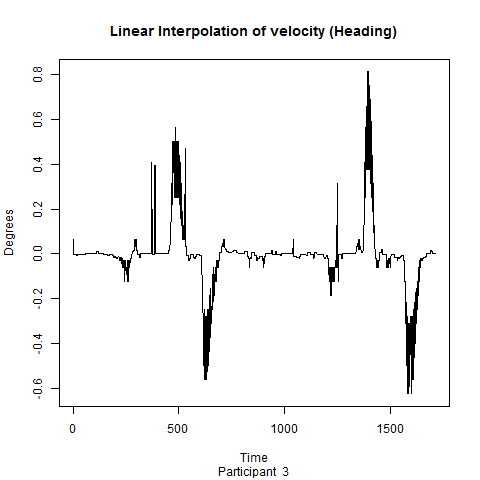 Linear Interpolation of velocity (Heading)
Degrees
0.8
0.6
0.4
0.2
0.0
-0.2
-0.4
-0.6
0 500 1000 1500
Time
Participant 3